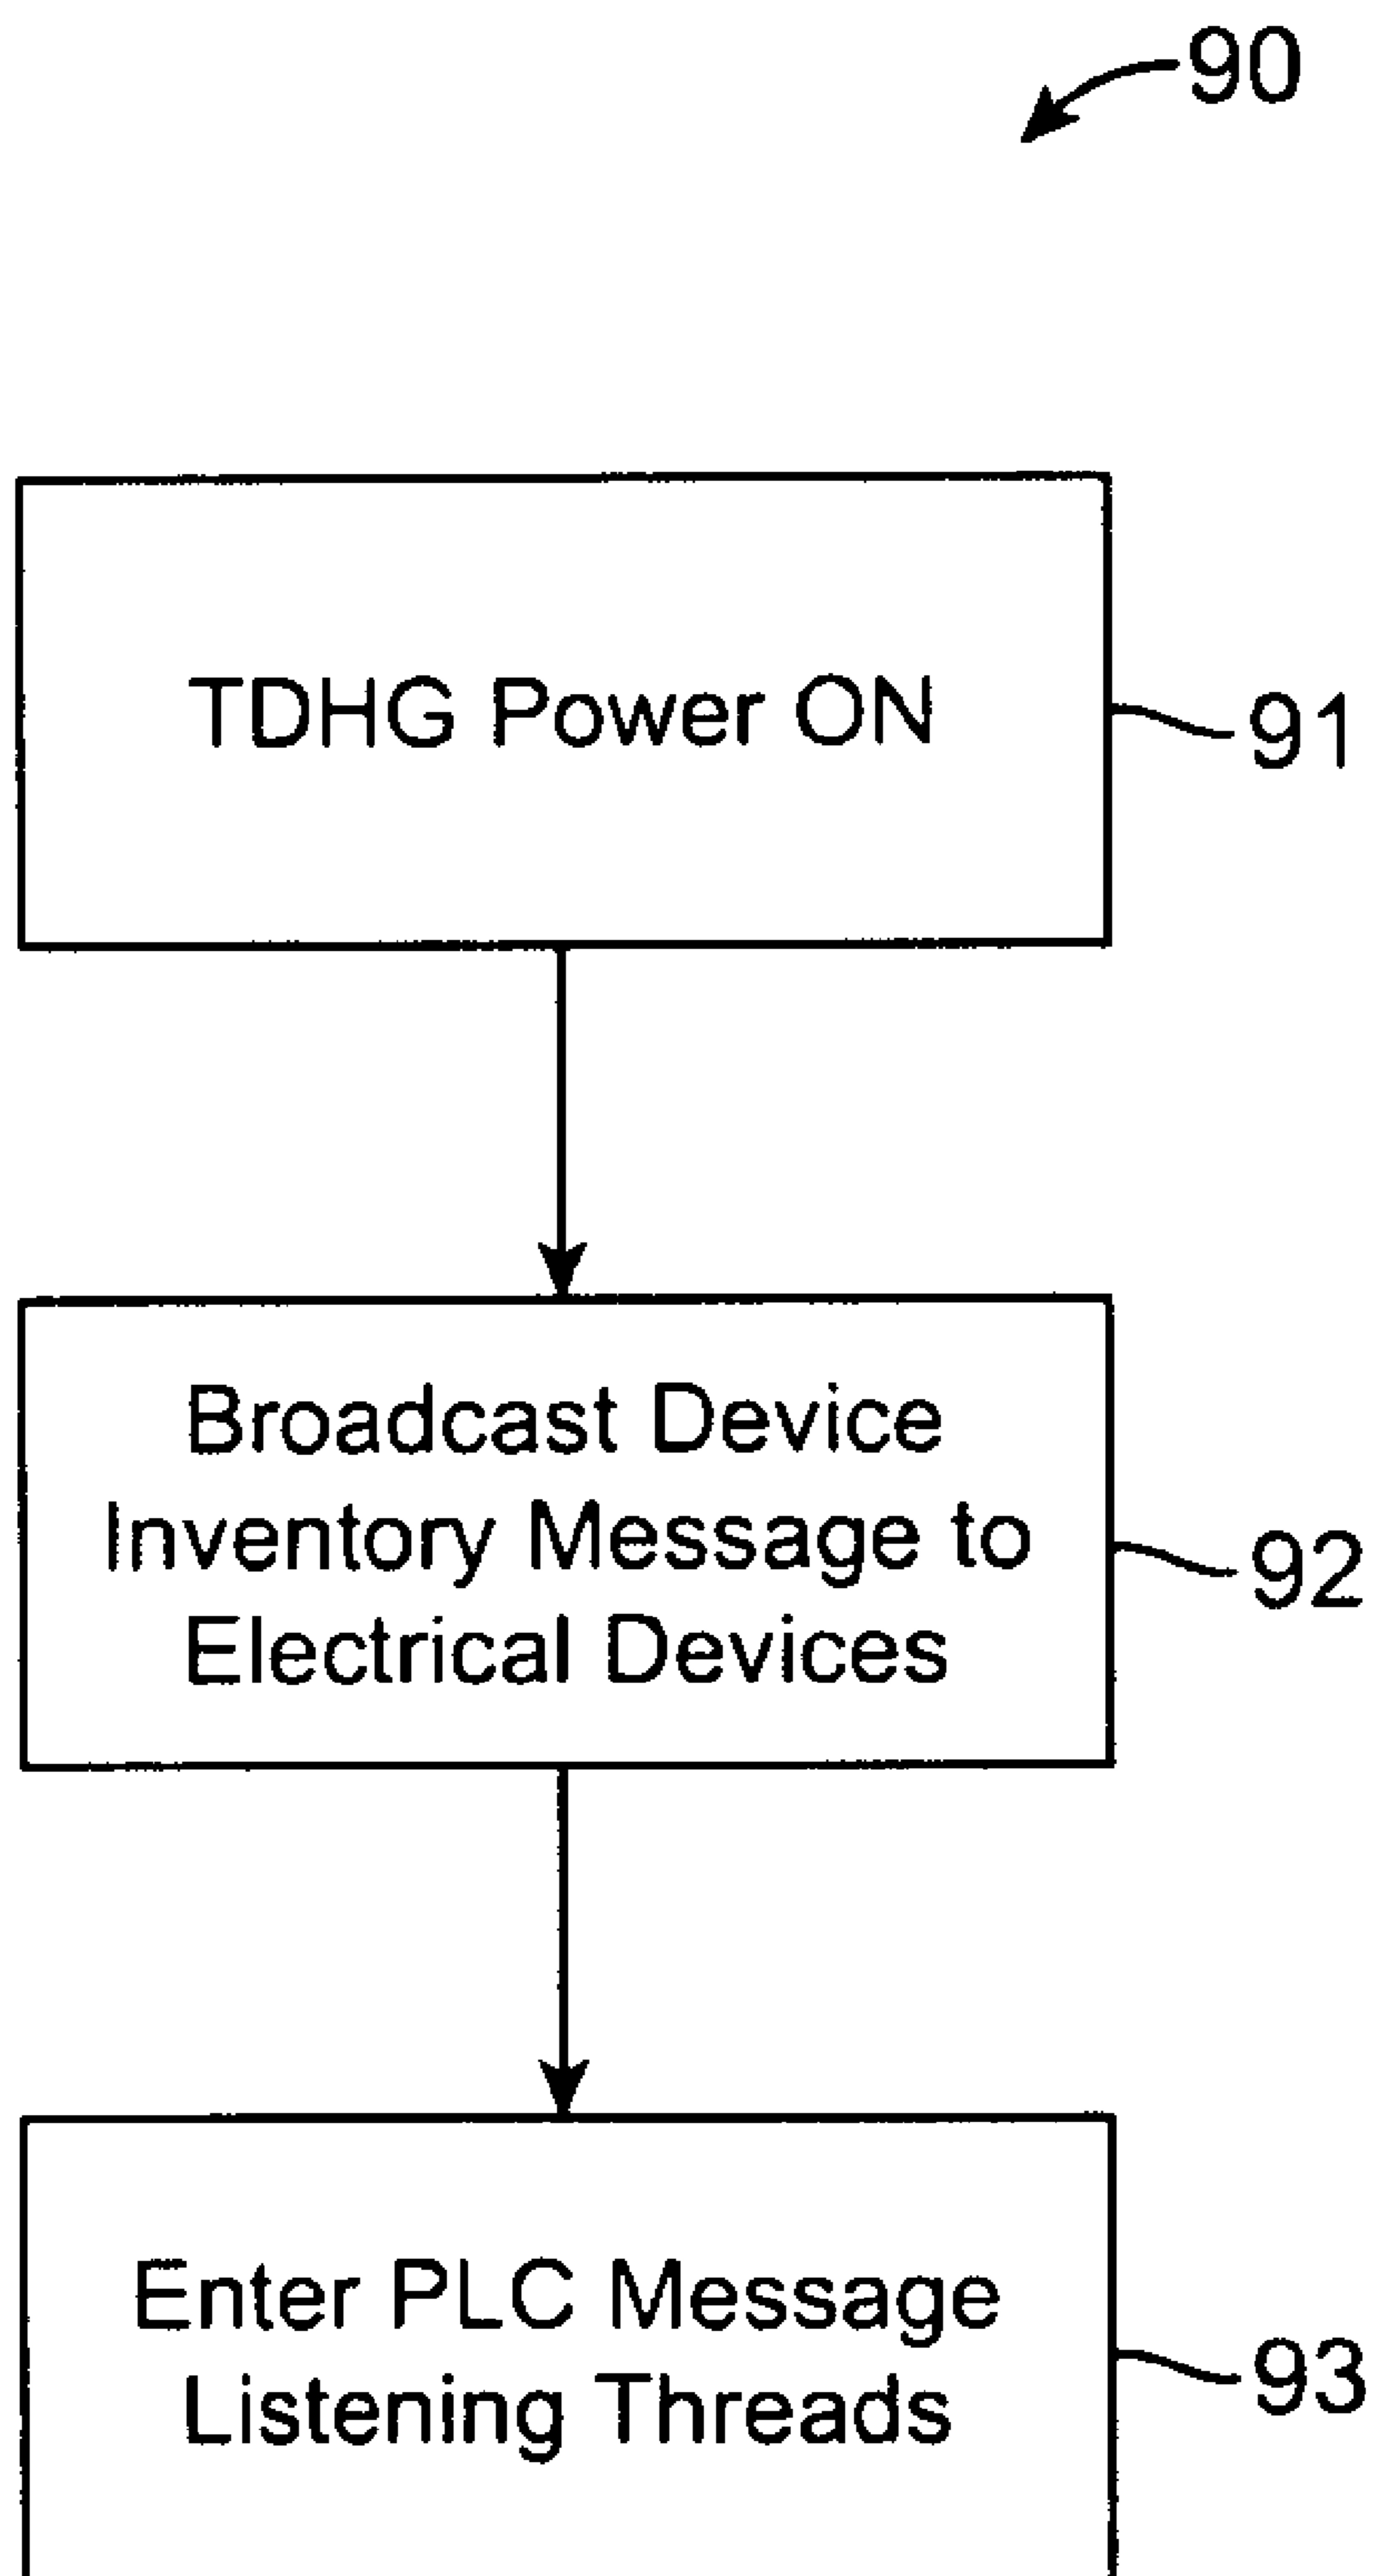 90
TDHG Power ON
91
Broadcast Device
Inventory Message to
Electrical Devices
92
Enter PLC Message
Listening Threads
93